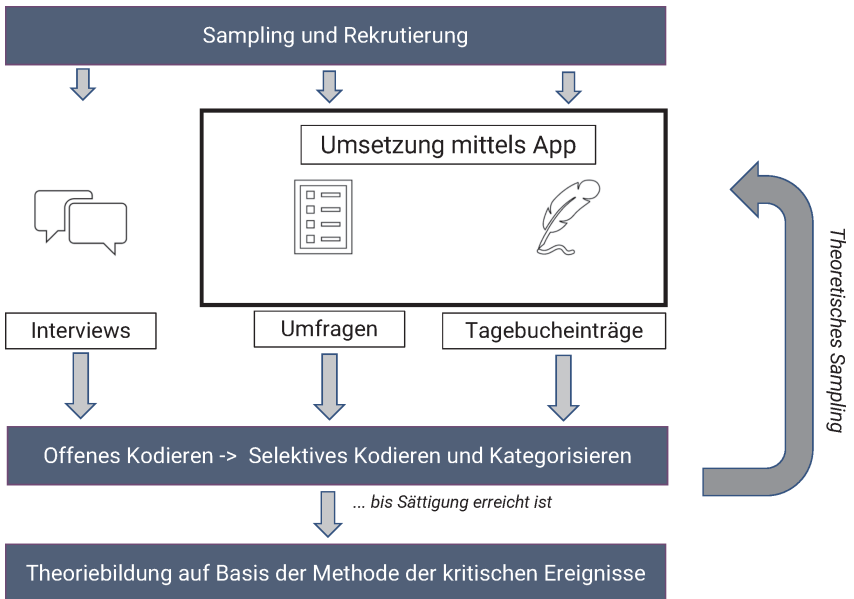 Sampling und Rekrutierung
Umsetzung mittels App
Interviews
Umfragen
Tagebucheinträge
Theoretisches Sampling
Offenes Kodieren -> Selektives Kodieren und Kategorisieren
... bis Sättigung erreicht ist
Theoriebildung auf Basis der Methode der kritischen Ereignisse